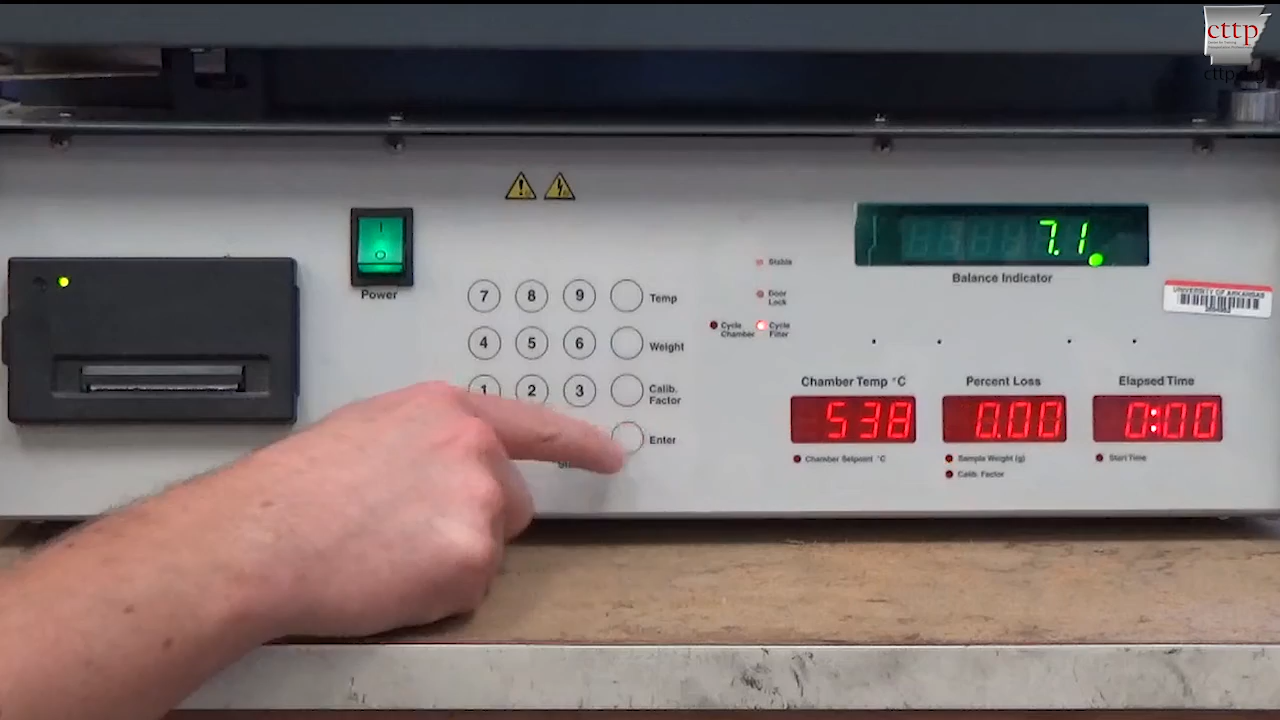 cttp
Power
7 8 9 Temp
4 5 6 Weight
1 2 3 Calib.
Factor
Enter
Stable
Door
Lock
Cycle
Chamber
Cycle
Filter
7.1
Balance Indicator
UNIVERSITY OF ARKANSAS
Chamber Temp °C
538
Chamber Setpoint °C
Percent Loss
0.00
Sample Weight (g)
Calib. Factor
Elapsed Time
0:00
Start Time